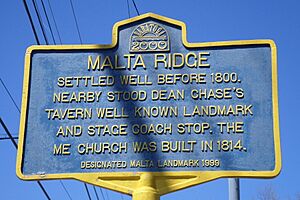 2000
MALTA RIDGE
SETTLED WELL BEFORE 1800.
NEARBY STOOD DEAN CHASE'S
TAVERN WELL KNOWN LANDMARK
AND STAGE COACH STOP. THE
ME CHURCH WAS BUILT IN 1814.
DESIGNATED MALTA LANDMARK 1999